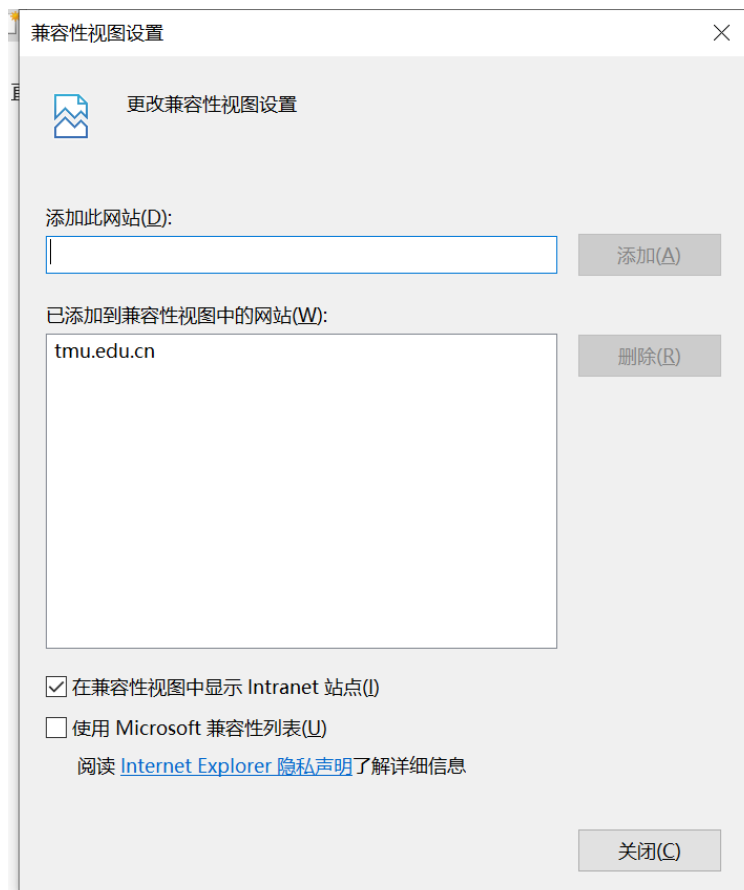 兼容性视图设置
更改兼容性视图设置
添加此网站(D):
添加(A)
已添加到兼容性视图中的网站(W):
tmu.edu.cn
删除(R)
在兼容性视图中显示 Intranet 站点(I)
使用 Microsoft 兼容性列表(U)
阅读 Internet Explorer 隐私声明了解详细信息
关闭(C)